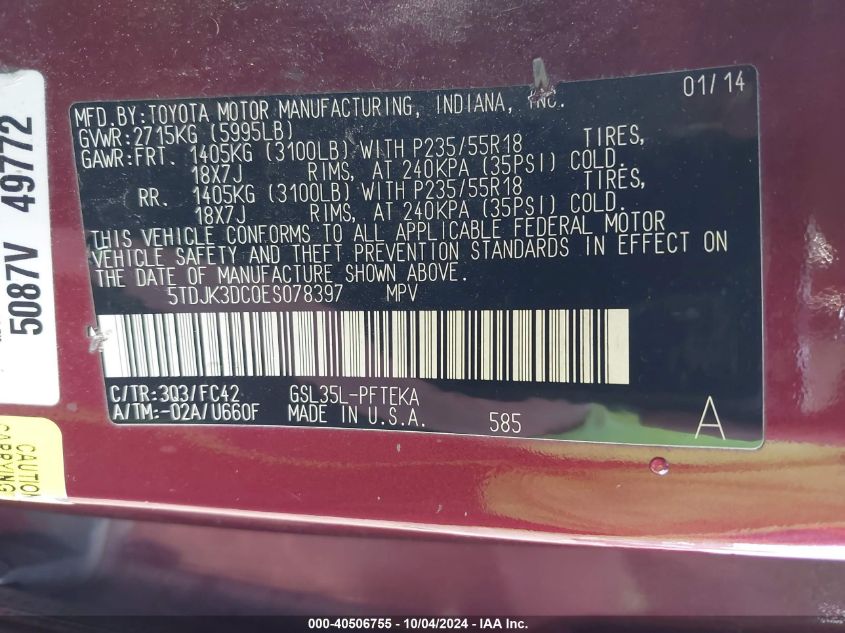 MFD.BY:TOYOTA MOTOR MANUFACTURING, INDIANA, INC. 01/14
GVWR:2715KG (5995LB)
GAWR:FRT. 1405KG (3100LB) WITH P235/55R18 TIRES,
18X7J RIMS, AT 240KPA (35PSI) COLD.
RR. 1405KG (3100LB) WITH P235/55R18 TIRES,
18X7J RIMS, AT 240KPA (35PSI) COLD.
THIS VEHICLE CONFORMS TO ALL APPLICABLE FEDERAL MOTOR
VEHICLE SAFETY AND THEFT PREVENTION STANDARDS IN EFFECT ON
THE DATE OF MANUFACTURE SHOWN ABOVE.
5TDJK3DC0ES078397 MPV
C/TR:3Q3/FC42 GSL35L-PFTEKA
A/TM:-02A/U660F MADE IN U.S.A. 585 A
5087V 49772
CAUTION
CARRYING
000-40506755 - 10/04/2024 - IAA Inc.